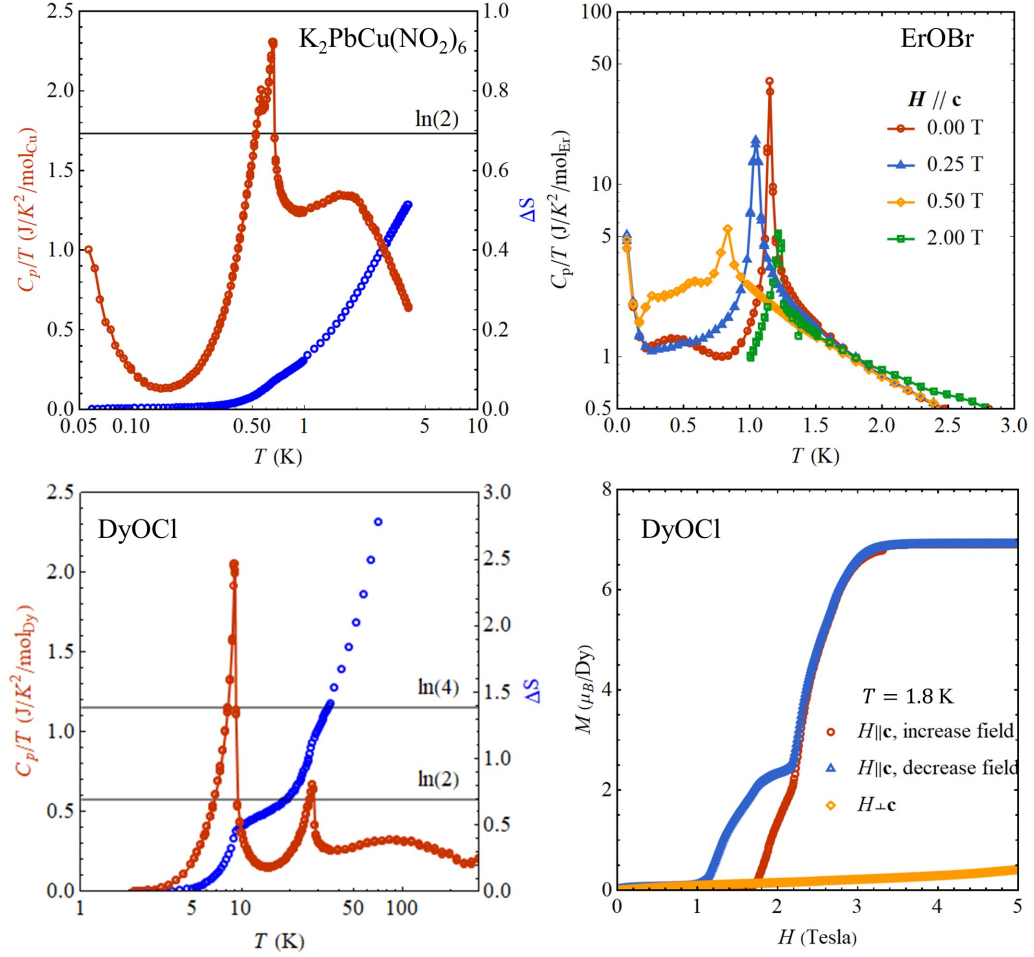 K₂PbCu(NO₂)₆
2.5
2.0
1.5
1.0
0.5
0.0
Cₚ/T (J/K²/mol_Cu)
ln(2)
1.0
0.8
0.6
0.4
0.2
0.0
ΔS
0.05 0.10 0.50 1 5 10
T (K)
ErOBr
100
50
10
5
1
0.5
Cₚ/T (J/K²/mol_Er)
H // c
0.00 T
0.25 T
0.50 T
2.00 T
0.0 0.5 1.0 1.5 2.0 2.5 3.0
T (K)
DyOCl
2.5
2.0
1.5
1.0
0.5
0.0
Cₚ/T (J/K²/mol_Dy)
ln(4)
ln(2)
3.0
2.5
2.0
1.5
1.0
0.5
0.0
ΔS
1 5 10 50 100
T (K)
DyOCl
8
6
4
2
0
M (μ_B/Dy)
T = 1.8 K
H∥c, increase field
H∥c, decrease field
H⊥c
0 1 2 3 4 5
H (Tesla)